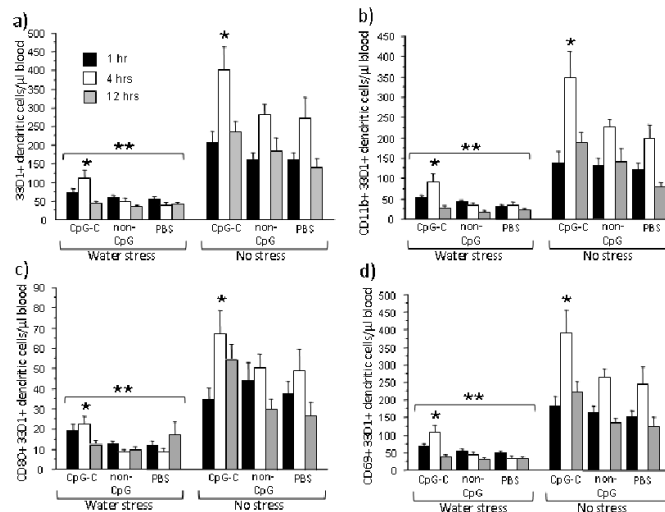 a)
33D1+ dendritic cells/µl blood
500
450
400
350
300
250
200
150
100
50
0
1 hr
4 hrs
12 hrs
**
*
*
CpG-C
non-
CpG
PBS
CpG-C
non-
CpG
PBS
Water stress
No stress
b)
CD11b+ 33D1+ dendritic cells/µl blood
450
400
350
300
250
200
150
100
50
0
**
*
*
CpG-C
non-
CpG
PBS
CpG-C
non-
CpG
PBS
Water stress
No stress
c)
CD80+ 33D1+ dendritic cells/µl blood
90
80
70
60
50
40
30
20
10
0
**
*
*
CpG-C
non-
CpG
PBS
CpG-C
non-
CpG
PBS
Water stress
No stress
d)
CD69+ 33D1+ dendritic cells/µl blood
500
450
400
350
300
250
200
150
100
50
0
**
*
*
CpG-C
non-
CpG
PBS
CpG-C
non-
CpG
PBS
Water stress
No stress